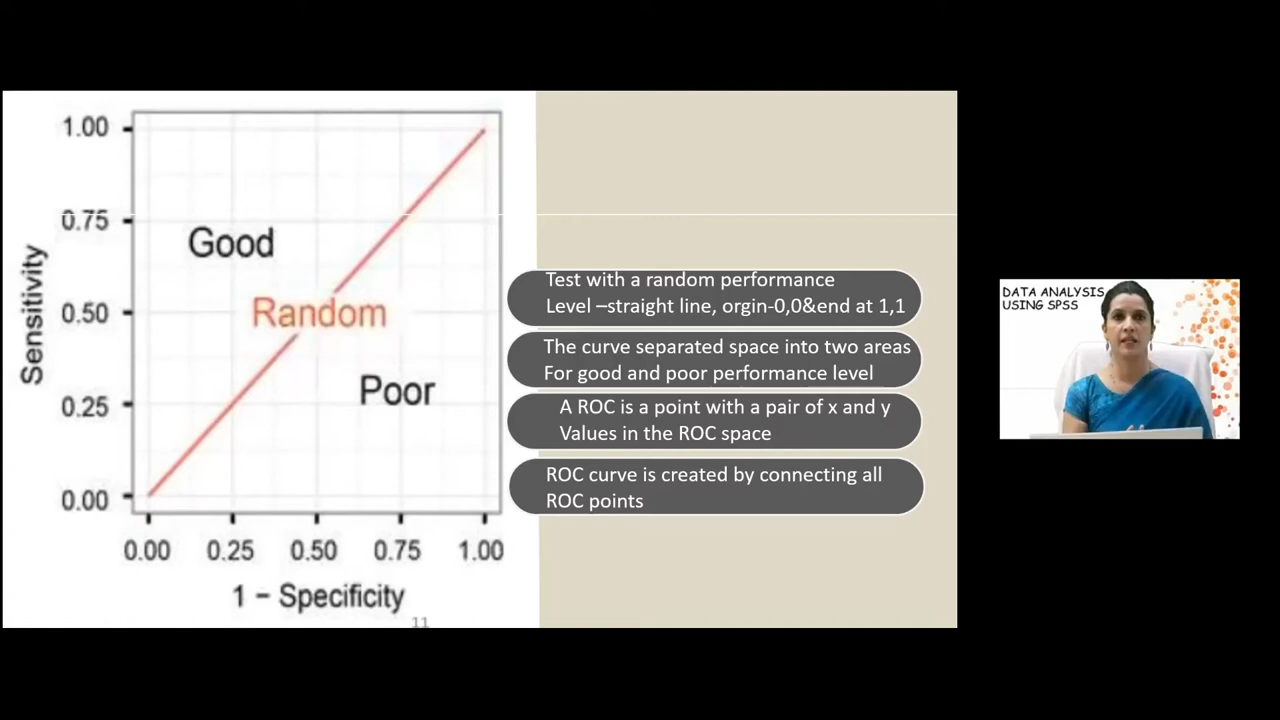 1.00
0.75
0.50
0.25
0.00
Sensitivity
Good
Random
Poor
0.00 0.25 0.50 0.75 1.00
1 − Specificity
11
Test with a random performance
Level –straight line, orgin-0,0&end at 1,1
The curve separated space into two areas
For good and poor performance level
A ROC is a point with a pair of x and y
Values in the ROC space
ROC curve is created by connecting all
ROC points
DATA ANALYSIS
USING SPSS